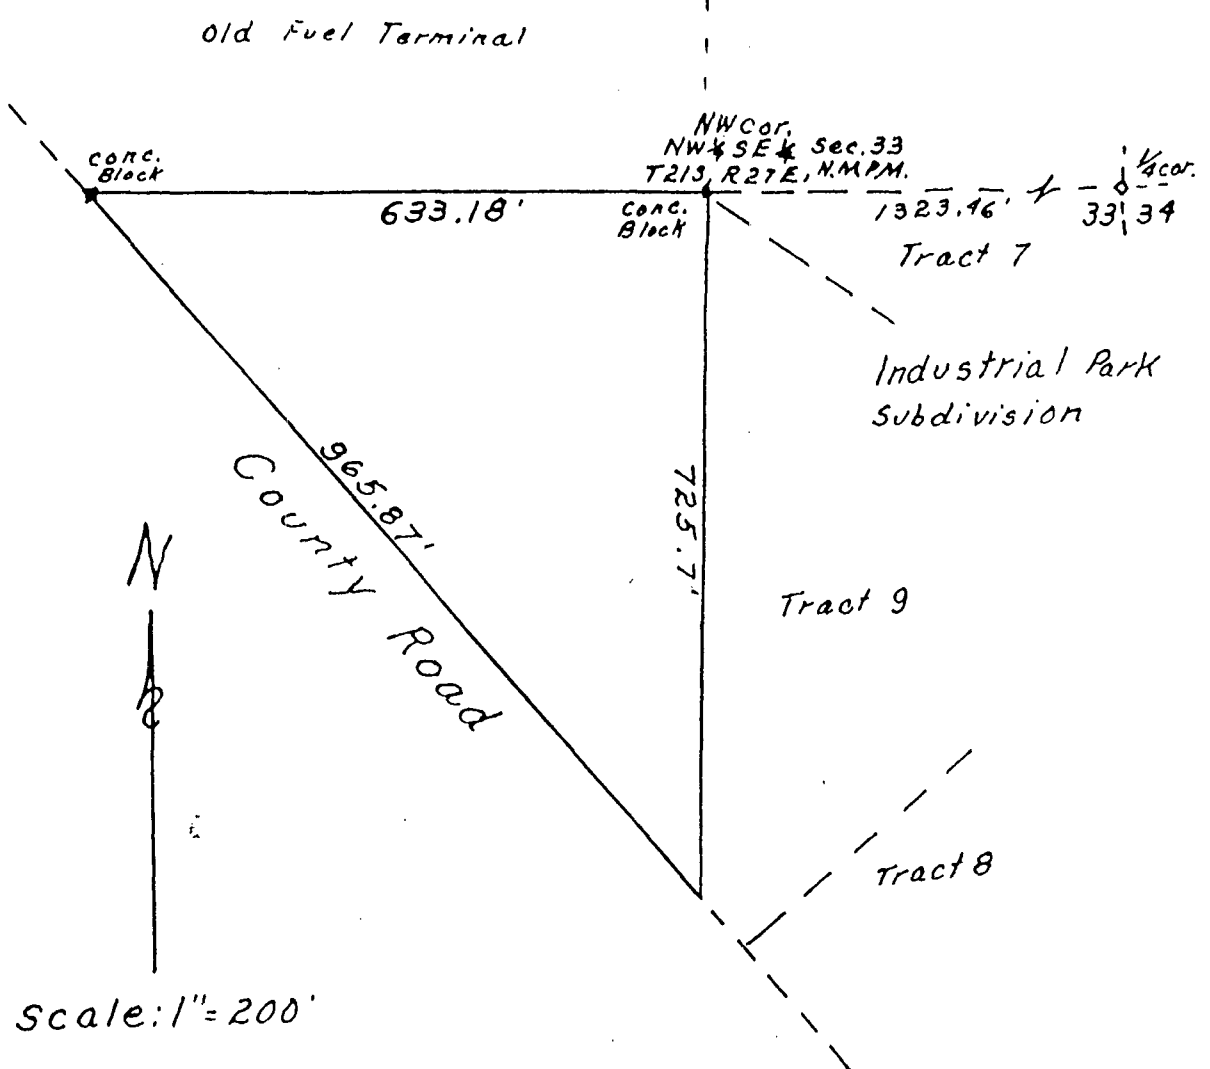 Old Fuel Terminal
NW Cor.
NW¼ SE¼ Sec. 33
T21S, R27E, N.M.P.M.
Conc.
Block
633.18'
Conc.
Block
1323.46'
¼ cor.
33 34
Tract 7
Industrial Park
Subdivision
965.87'
County Road
725.7'
N
Tract 9
Tract 8
Scale: 1"=200'